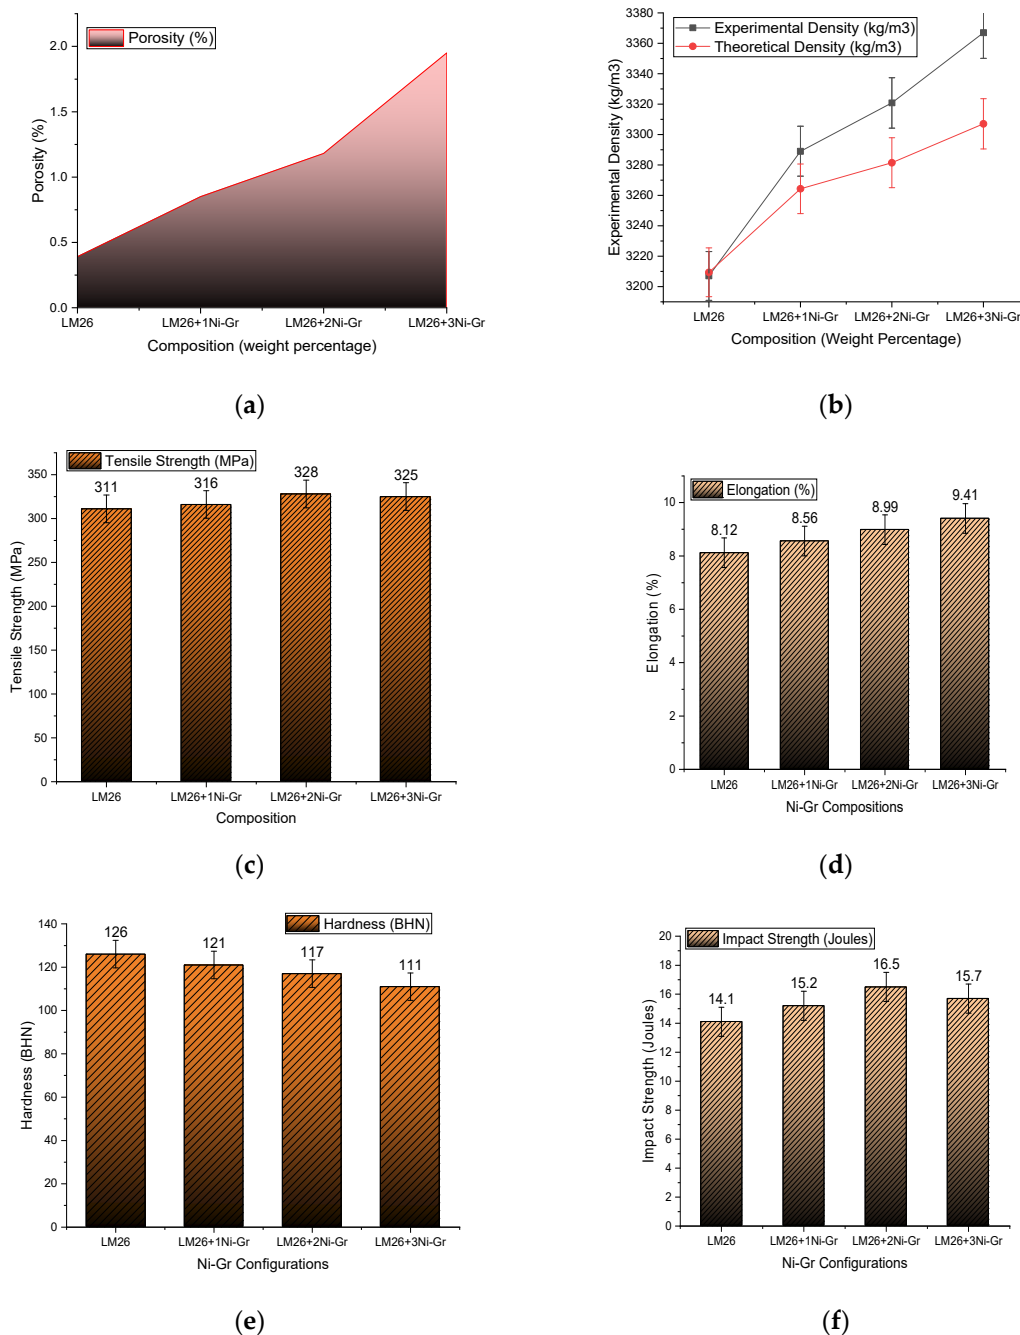 Porosity (%)
2.0
1.5
1.0
0.5
0.0
Porosity (%)
LM26
LM26+1Ni-Gr
LM26+2Ni-Gr
LM26+3Ni-Gr
Composition (weight percentage)
(a)
Experimental Density (kg/m3)
Theoretical Density (kg/m3)
3380
3360
3340
3320
3300
3280
3260
3240
3220
3200
Experimental Density (kg/m3)
LM26
LM26+1Ni-Gr
LM26+2Ni-Gr
LM26+3Ni-Gr
Composition (Weight Percentage)
(b)
Tensile Strength (MPa)
350
300
250
200
150
100
50
0
Tensile Strength (MPa)
311
316
328
325
LM26
LM26+1Ni-Gr
LM26+2Ni-Gr
LM26+3Ni-Gr
Composition
(c)
Elongation (%)
10
8
6
4
2
0
Elongation (%)
8.12
8.56
8.99
9.41
LM26
LM26+1Ni-Gr
LM26+2Ni-Gr
LM26+3Ni-Gr
Ni-Gr Compositions
(d)
Hardness (BHN)
140
120
100
80
60
40
20
0
Hardness (BHN)
126
121
117
111
LM26
LM26+1Ni-Gr
LM26+2Ni-Gr
LM26+3Ni-Gr
Ni-Gr Configurations
(e)
Impact Strength (Joules)
20
18
16
14
12
10
8
6
4
2
0
Impact Strength (Joules)
14.1
15.2
16.5
15.7
LM26
LM26+1Ni-Gr
LM26+2Ni-Gr
LM26+3Ni-Gr
Ni-Gr Configurations
(f)